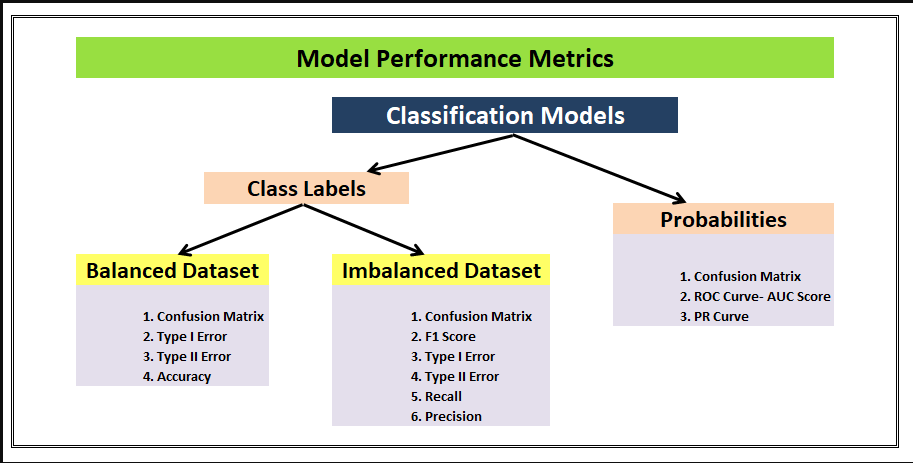 Model Performance Metrics
Classification Models
Class Labels
Probabilities
1. Confusion Matrix
2. ROC Curve- AUC Score
3. PR Curve
Balanced Dataset
1. Confusion Matrix
2. Type I Error
3. Type II Error
4. Accuracy
Imbalanced Dataset
1. Confusion Matrix
2. F1 Score
3. Type I Error
4. Type II Error
5. Recall
6. Precision